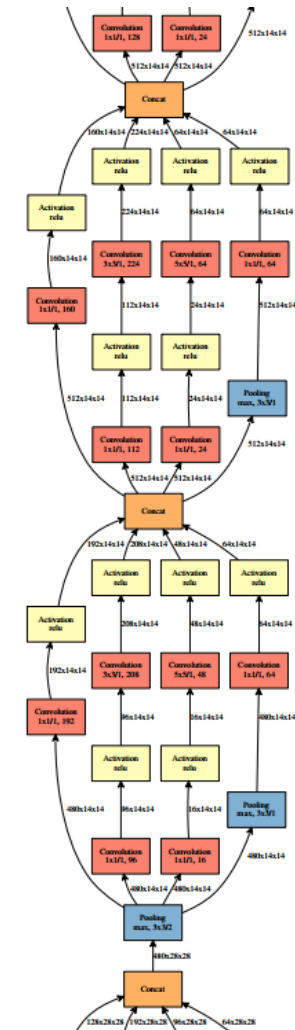 Convolution
1x1/1, 128
Convolution
1x1/1, 24
512x14x14
512x14x14
512x14x14
Concat
160x14x14
224x14x14
64x14x14
64x14x14
Activation
relu
Activation
relu
Activation
relu
Activation
relu
224x14x14
64x14x14
64x14x14
160x14x14
Convolution
3x3/1, 224
Convolution
5x5/1, 64
Convolution
1x1/1, 64
Convolution
1x1/1, 160
112x14x14
24x14x14
512x14x14
Activation
relu
Activation
relu
512x14x14
112x14x14
24x14x14
Pooling
max, 3x3/1
Convolution
1x1/1, 112
Convolution
1x1/1, 24
512x14x14
512x14x14
512x14x14
Concat
192x14x14
208x14x14
48x14x14
64x14x14
Activation
relu
Activation
relu
Activation
relu
Activation
relu
208x14x14
48x14x14
64x14x14
192x14x14
Convolution
3x3/1, 208
Convolution
5x5/1, 48
Convolution
1x1/1, 64
Convolution
1x1/1, 192
96x14x14
16x14x14
480x14x14
Activation
relu
Activation
relu
480x14x14
96x14x14
16x14x14
Pooling
max, 3x3/1
Convolution
1x1/1, 96
Convolution
1x1/1, 16
480x14x14
480x14x14
480x14x14
Pooling
max, 3x3/2
480x28x28
Concat
128x28x28
192x28x28
96x28x28
64x28x28